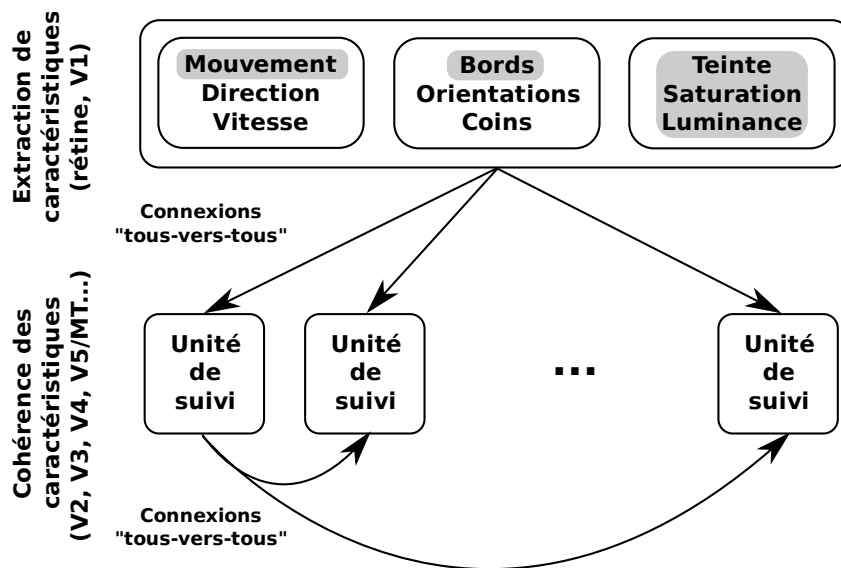 Extraction de
caractéristiques
(rétine, V1)
Mouvement
Direction
Vitesse
Bords
Orientations
Coins
Teinte
Saturation
Luminance
Connexions
"tous-vers-tous"
Cohérence des
caractéristiques
(V2, V3, V4, V5/MT...)
Unité
de
suivi
Unité
de
suivi
...
Unité
de
suivi
Connexions
"tous-vers-tous"